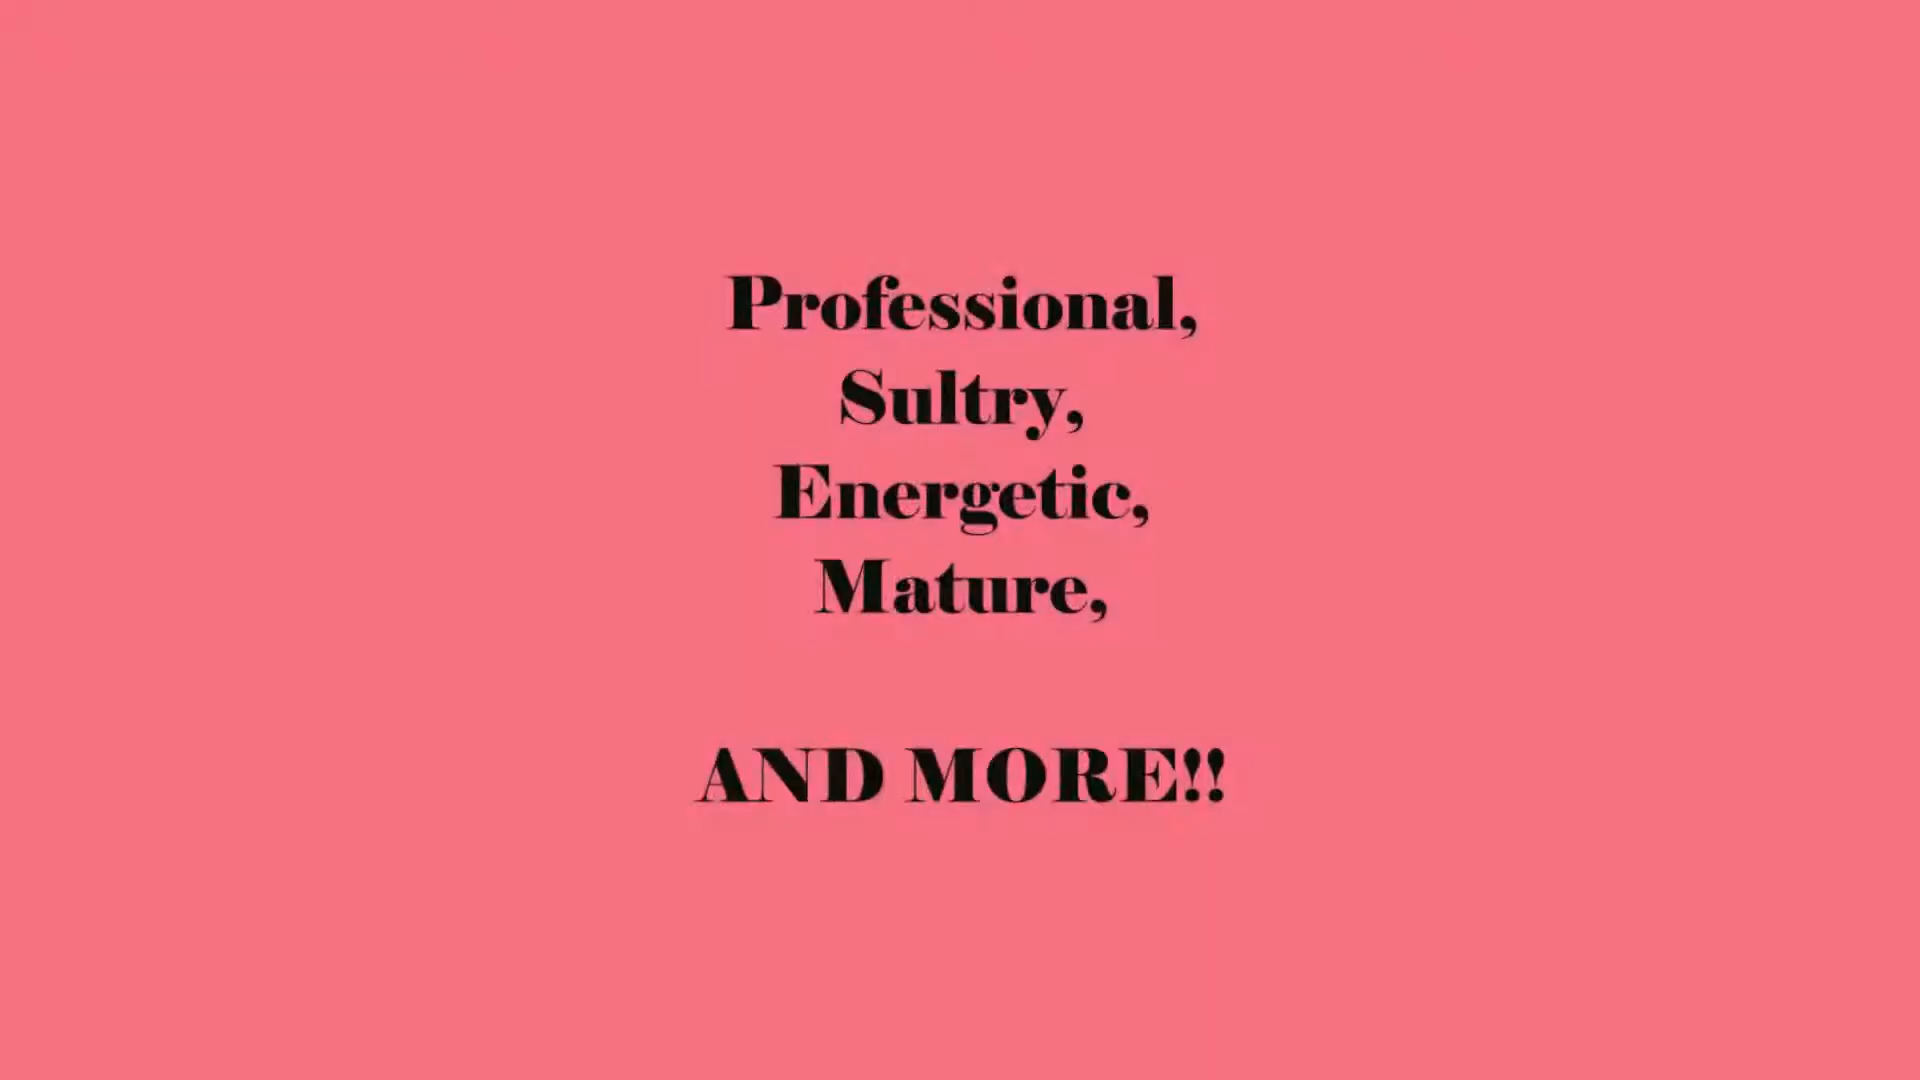 Professional,
Sultry,
Energetic,
Mature,
AND MORE!!